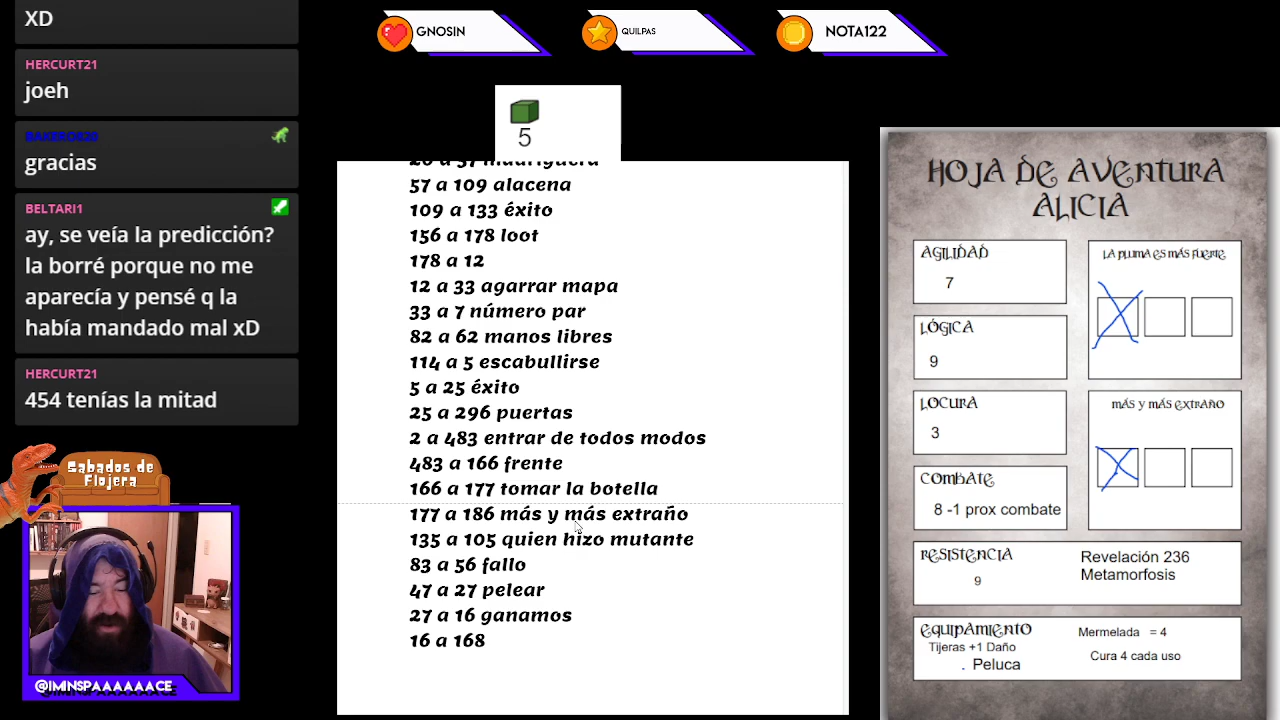 XD
HERCURT21
joeh
BAKERO820
gracias
BELTARI1
ay, se veía la predicción?
la borré porque no me
aparecía y pensé q la
había mandado mal xD
HERCURT21
454 tenías la mitad
Sabados de
Flojera
@IMINSPAAAAAACE
GNOSIN
QUILPAS
NOTA122
5
57 a 109 alacena
109 a 133 éxito
156 a 178 loot
178 a 12
12 a 33 agarrar mapa
33 a 7 número par
82 a 62 manos libres
114 a 5 escabullirse
5 a 25 éxito
25 a 296 puertas
2 a 483 entrar de todos modos
483 a 166 frente
166 a 177 tomar la botella
177 a 186 más y más extraño
135 a 105 quien hizo mutante
83 a 56 fallo
47 a 27 pelear
27 a 16 ganamos
16 a 168
HOJA DE AVENTURA
ALICIA
AGILIDAD
7
LÓGICA
9
LOCURA
3
COMBATE
8 -1 prox combate
LA PLUMA ES MÁS FUERTE
MÁS Y MÁS EXTRAÑO
RESISTENCIA
9
Revelación 236
Metamorfosis
EQUIPAMIENTO
Tijeras +1 Daño
. Peluca
Mermelada = 4
Cura 4 cada uso